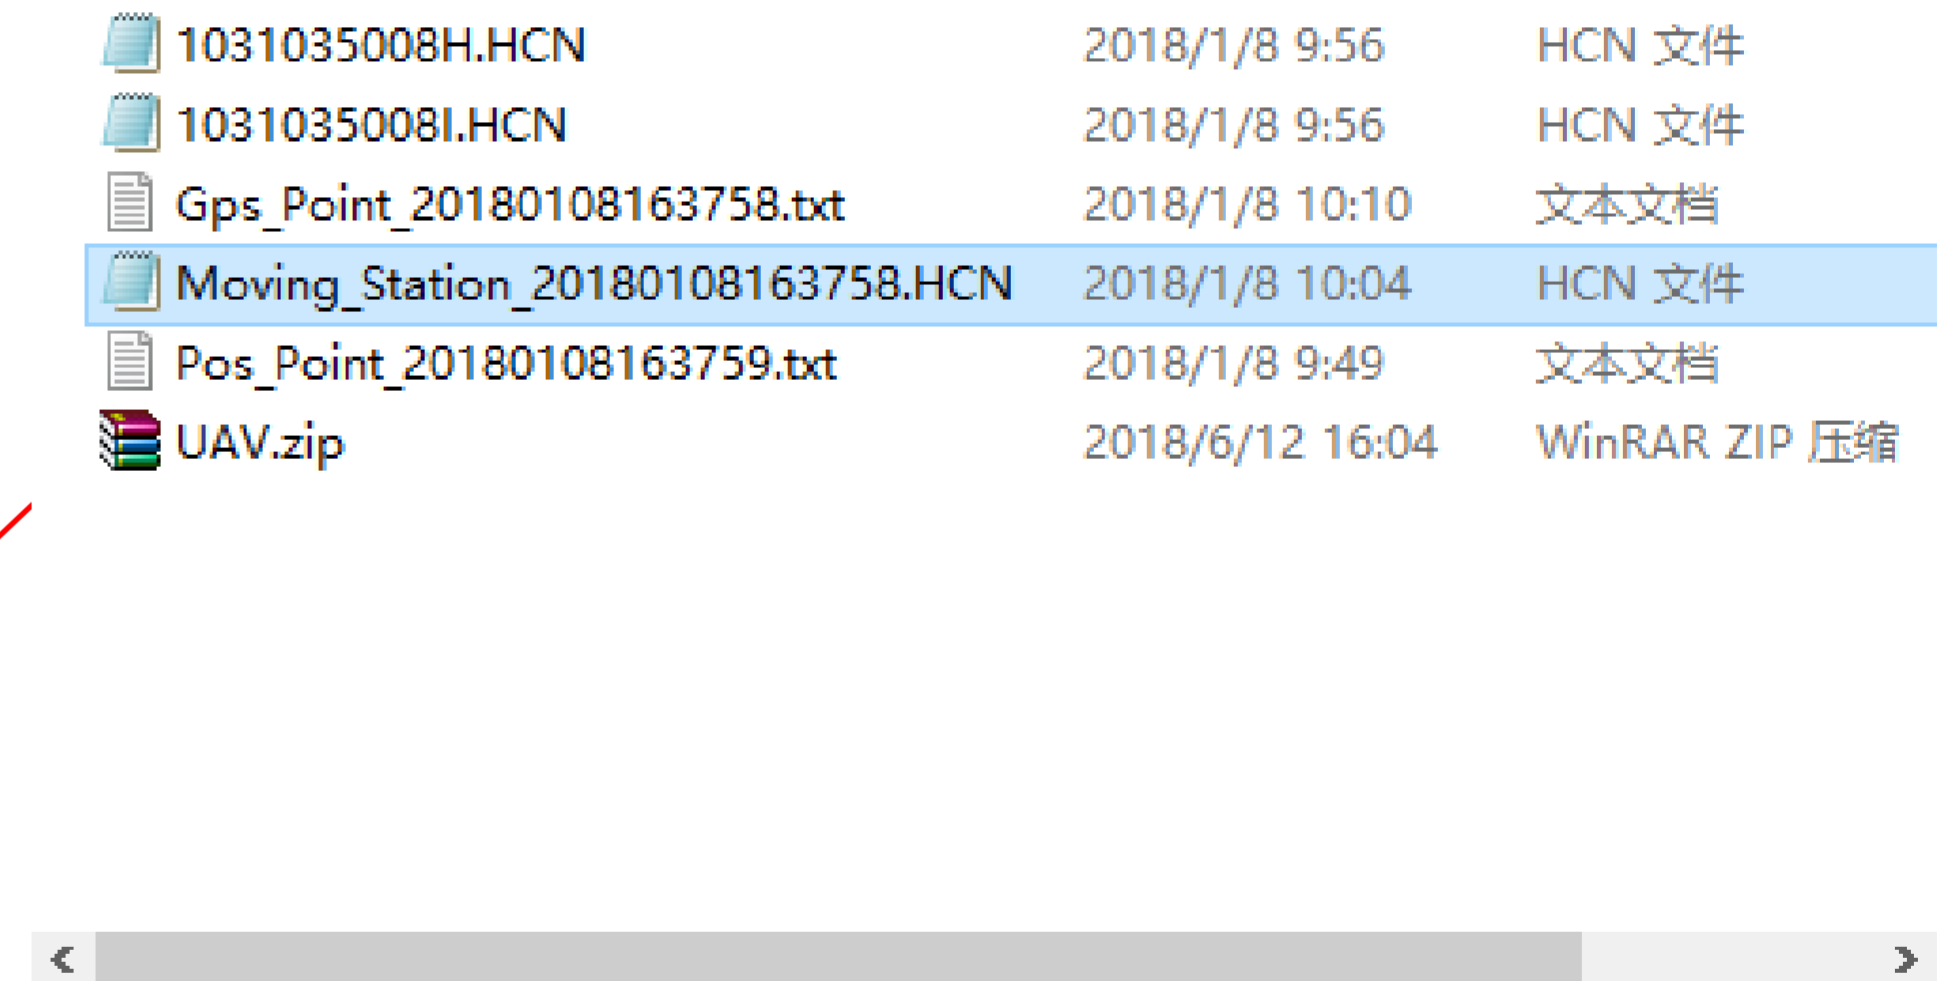 1031035008H.HCN 2018/1/8 9:56 HCN 文件
1031035008I.HCN 2018/1/8 9:56 HCN 文件
Gps_Point_20180108163758.txt 2018/1/8 10:10 文本文档
Moving_Station_20180108163758.HCN 2018/1/8 10:04 HCN 文件
Pos_Point_20180108163759.txt 2018/1/8 9:49 文本文档
UAV.zip 2018/6/12 16:04 WinRAR ZIP 压缩